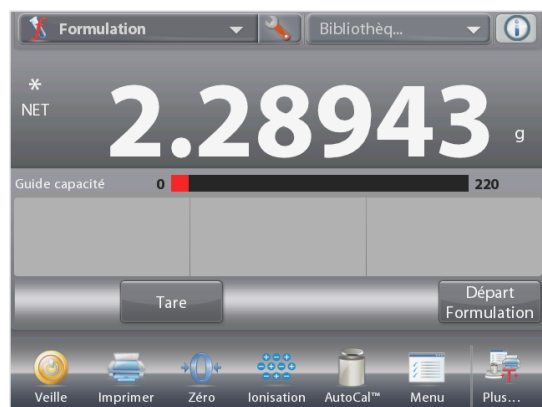 Formulation
Bibliothèq...
*
NET
2.28943 g
Guide capacité 0 220
Tare
Départ
Formulation
Veille Imprimer Zéro Ionisation AutoCal™ Menu Plus...